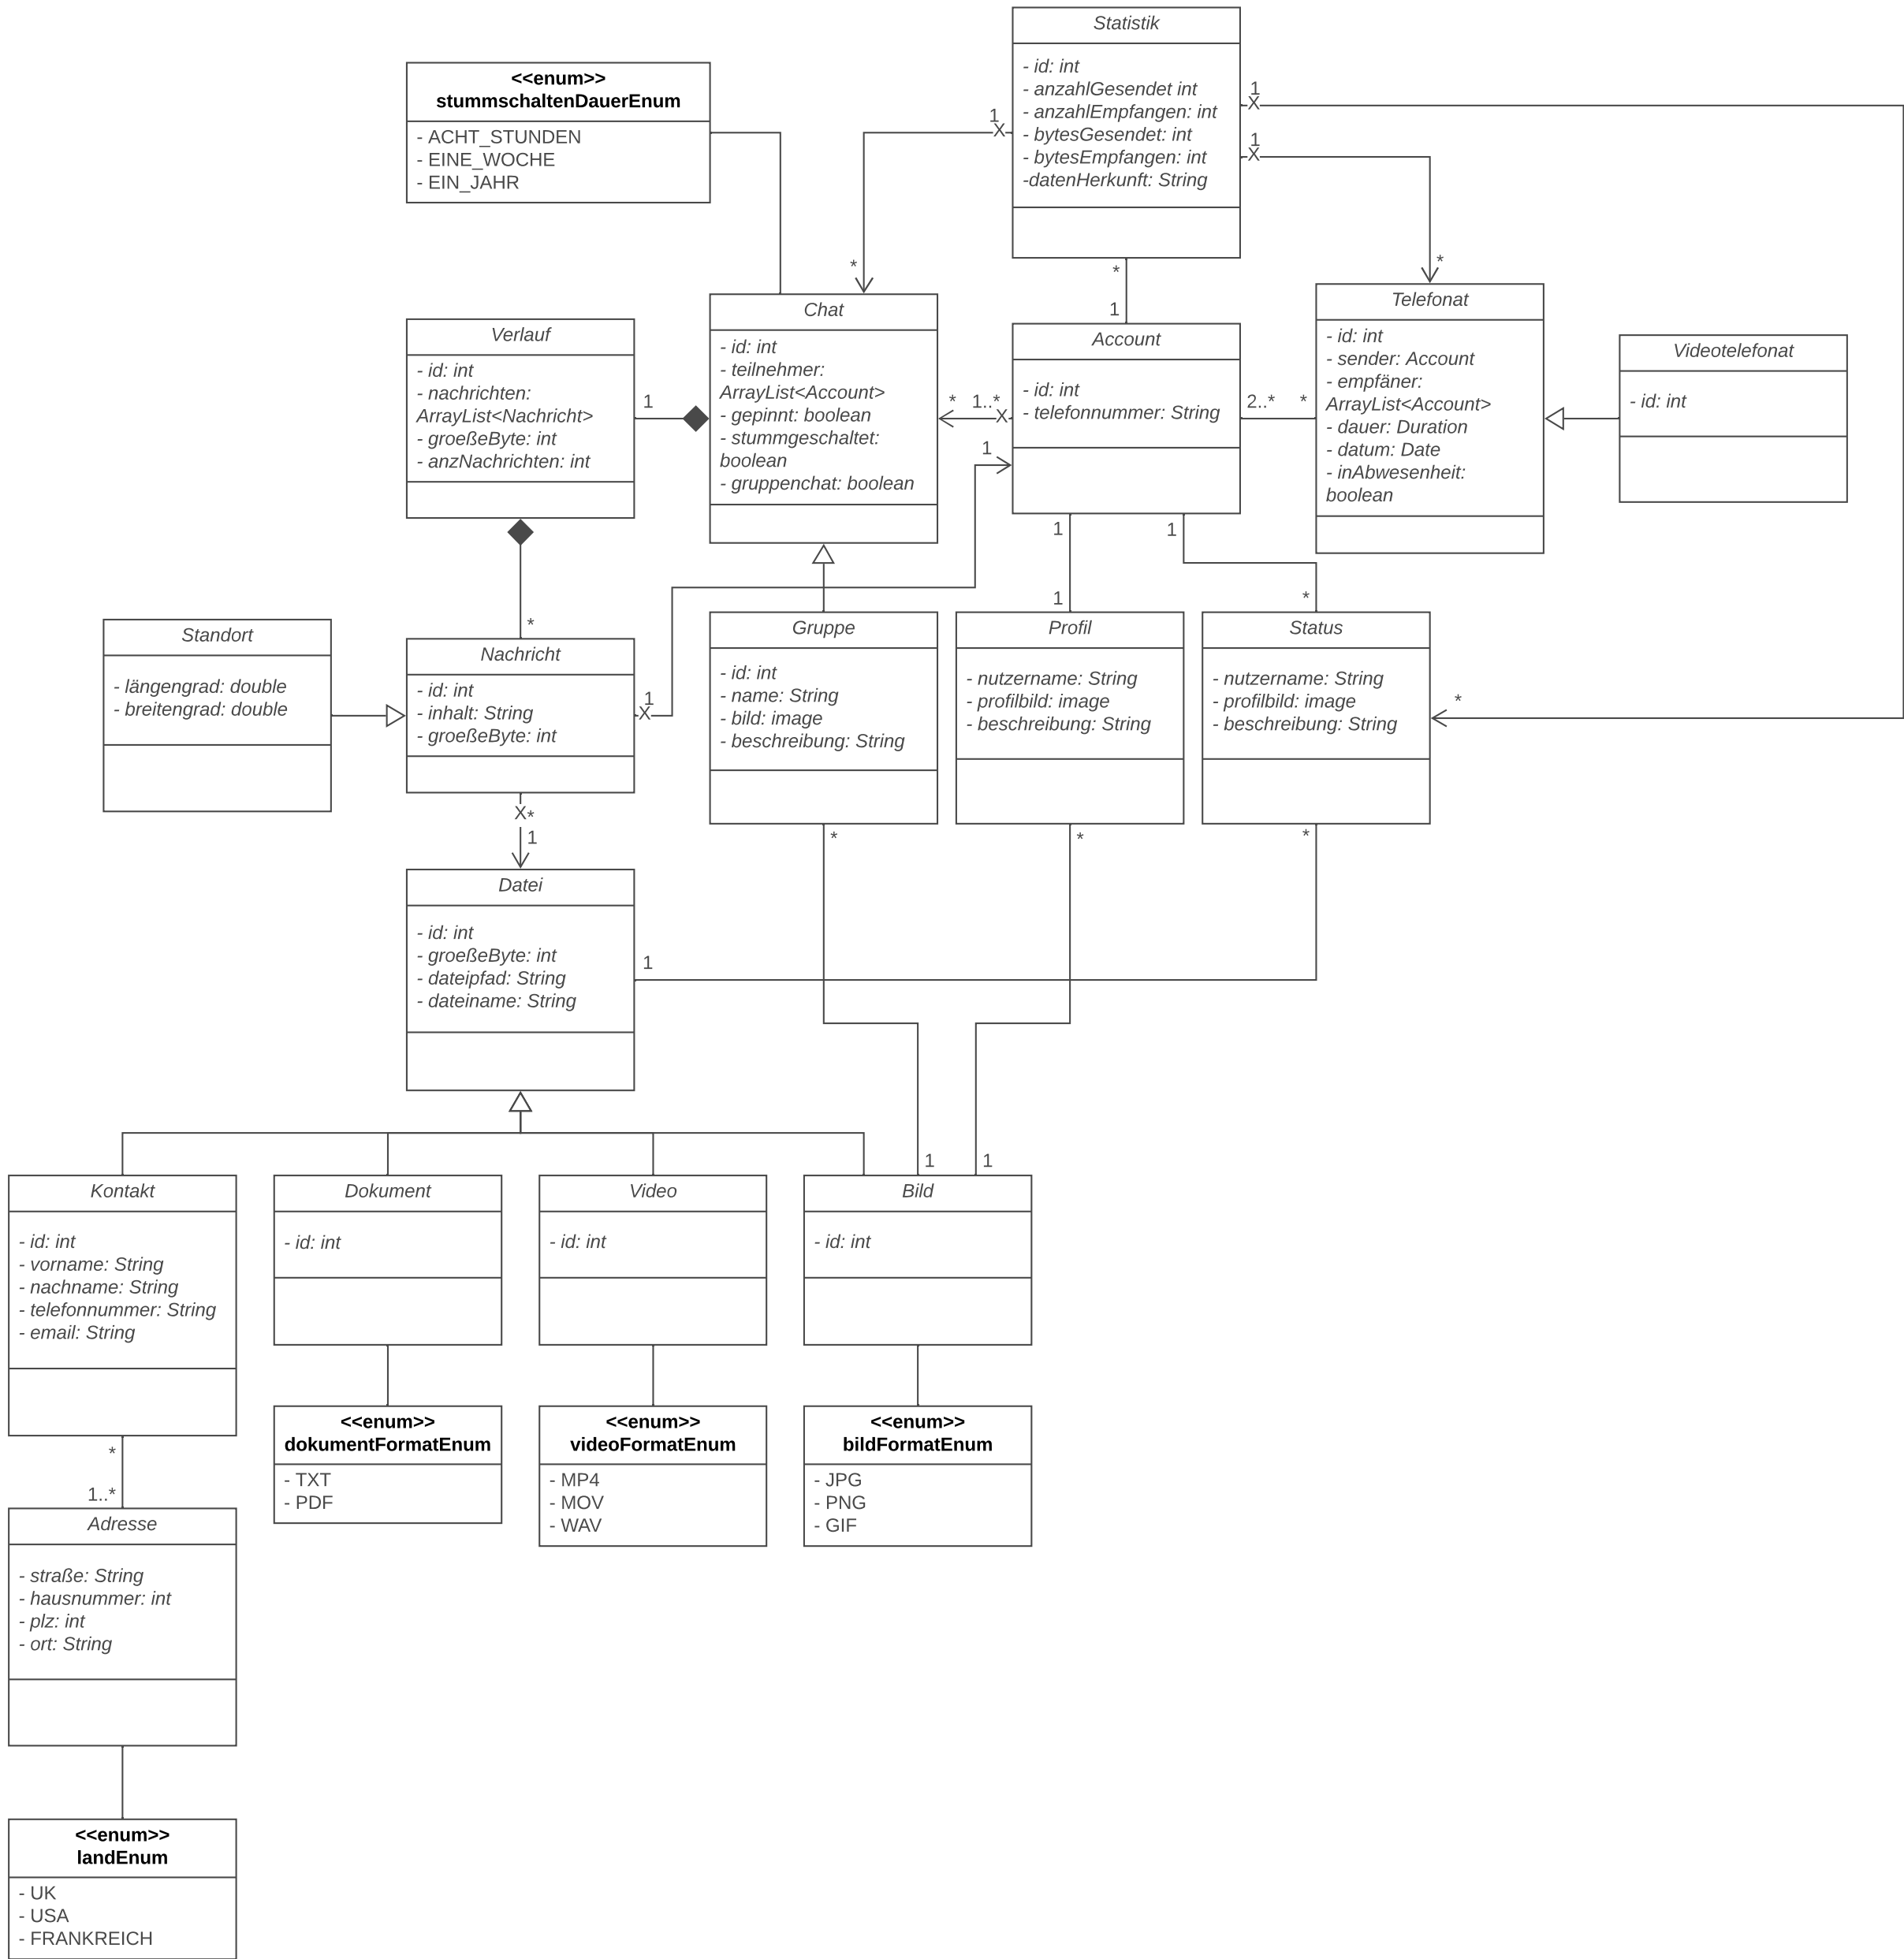 Statistik
- id: int
- anzahlGesendet int
- anzahlEmpfangen: int
- bytesGesendet: int
- bytesEmpfangen: int
-datenHerkunft: String
<<enum>>
stummschaltenDauerEnum
- ACHT_STUNDEN
- EINE_WOCHE
- EIN_JAHR
1
X
1
X
1
X
*
*
*
1
Chat
- id: int
- teilnehmer:
ArrayList<Account>
- gepinnt: boolean
- stummgeschaltet:
boolean
- gruppenchat: boolean
Verlauf
- id: int
- nachrichten:
ArrayList<Nachricht>
- groeßeByte: int
- anzNachrichten: int
1
Account
- id: int
- telefonnummer: String
* 1..*
X
1
2..* *
Telefonat
- id: int
- sender: Account
- empfäner:
ArrayList<Account>
- dauer: Duration
- datum: Date
- inAbwesenheit:
boolean
Videotelefonat
- id: int
1
1
1
*
*
Standort
- längengrad: double
- breitengrad: double
Nachricht
- id: int
- inhalt: String
- groeßeByte: int
1
X
Gruppe
- id: int
- name: String
- bild: image
- beschreibung: String
Profil
- nutzername: String
- profilbild: image
- beschreibung: String
Status
- nutzername: String
- profilbild: image
- beschreibung: String
*
X *
1
*
*
*
Datei
- id: int
- groeßeByte: int
- dateipfad: String
- dateiname: String
1
1
1
Kontakt
- id: int
- vorname: String
- nachname: String
- telefonnummer: String
- email: String
Dokument
- id: int
Video
- id: int
Bild
- id: int
<<enum>>
dokumentFormatEnum
- TXT
- PDF
<<enum>>
videoFormatEnum
- MP4
- MOV
- WAV
<<enum>>
bildFormatEnum
- JPG
- PNG
- GIF
*
1..*
Adresse
- straße: String
- hausnummer: int
- plz: int
- ort: String
<<enum>>
landEnum
- UK
- USA
- FRANKREICH